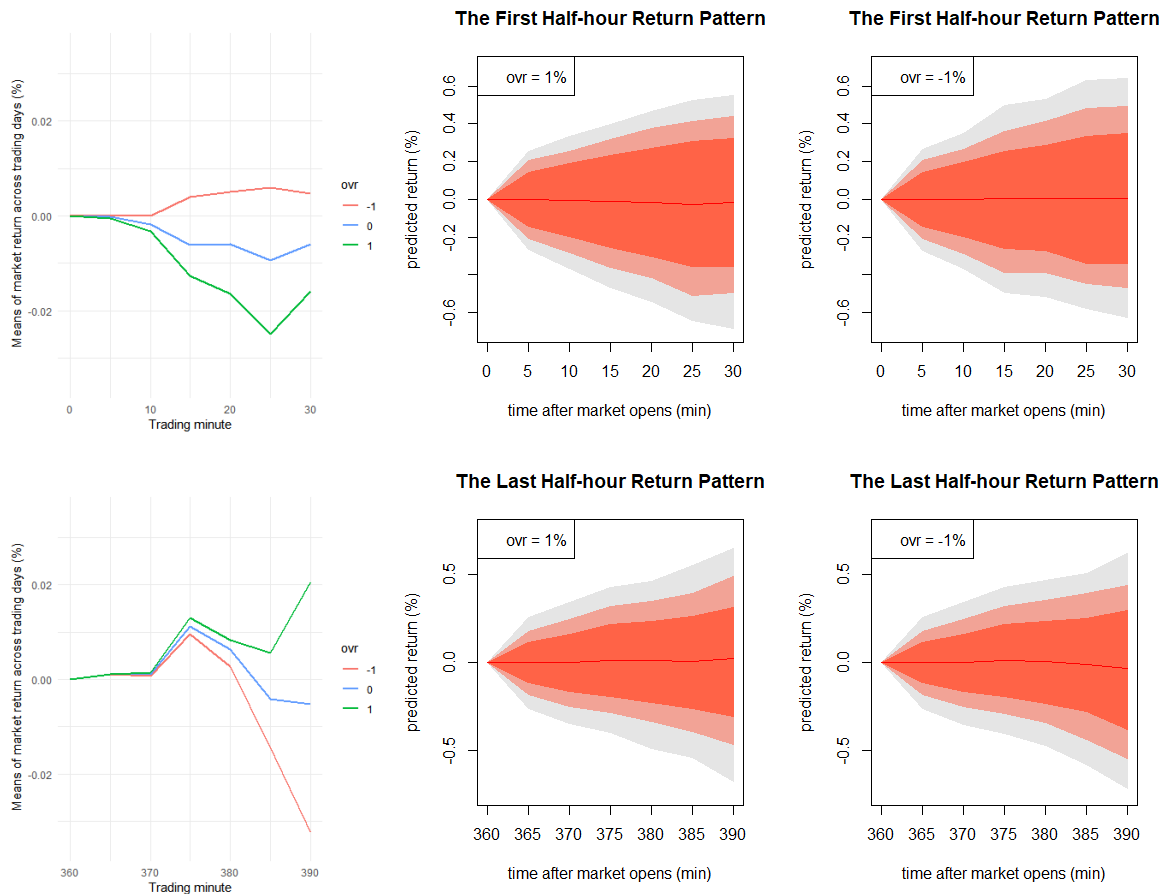 Means of market return across trading days (%)
0.02
0.00
-0.02
0
10
20
30
Trading minute
ovr
-1
0
1
The First Half-hour Return Pattern
ovr = 1%
predicted return (%)
0.6
0.4
0.2
0.0
-0.2
-0.6
0 5 10 15 20 25 30
time after market opens (min)
The First Half-hour Return Pattern
ovr = -1%
predicted return (%)
0.6
0.4
0.2
0.0
-0.2
-0.6
0 5 10 15 20 25 30
time after market opens (min)
Means of market return across trading days (%)
0.02
0.00
-0.02
360
370
380
390
Trading minute
ovr
-1
0
1
The Last Half-hour Return Pattern
ovr = 1%
predicted return (%)
0.5
0.0
-0.5
360 365 370 375 380 385 390
time after market opens (min)
The Last Half-hour Return Pattern
ovr = -1%
predicted return (%)
0.5
0.0
-0.5
360 365 370 375 380 385 390
time after market opens (min)